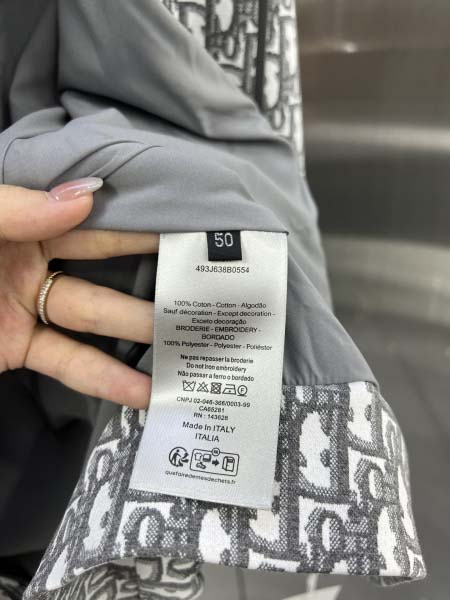 50
493J638B0554
100% Coton - Cotton - Algodão
Sauf décoration - Except decoration -
Exceto decoração
BRODERIE - EMBROIDERY -
BORDADO
100% Polyester - Polyester - Poliéster
Ne pas repasser la broderie
Do not iron embroidery
Não passar a ferro o bordado
CNPJ 02-046-366/0003-99
CA65281
RN : 143628
Made In ITALY
ITALIA
quefairedemesdechets.fr